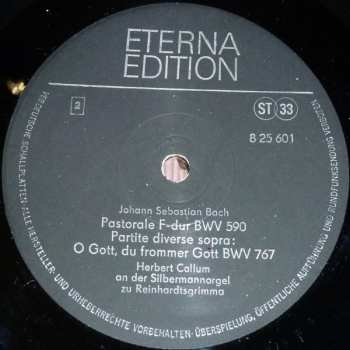 ETERNA
EDITION
2
ST 33
8 25 601
Johann Sebastian Bach
Pastorale F-dur BWV 590
Partite diverse sopra:
O Gott, du frommer Gott BWV 767
Herbert Collum
an der Silbermannorgel
zu Reinhardtsgrimma
VEB DEUTSCHE SCHALLPLATTEN · ALLE HERSTELLER- UND URHEBERRECHTE VORBEHALTEN · ÜBERSPIELUNG, ÖFFENTLICHE AUFFÜHRUNG UND RUNDFUNKSENDUNG VERBOTEN